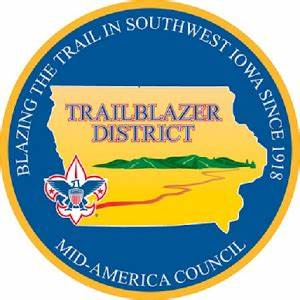 BLAZING THE TRAIL IN SOUTHWEST IOWA SINCE 1918
TRAILBLAZER
DISTRICT
MID-AMERICA COUNCIL